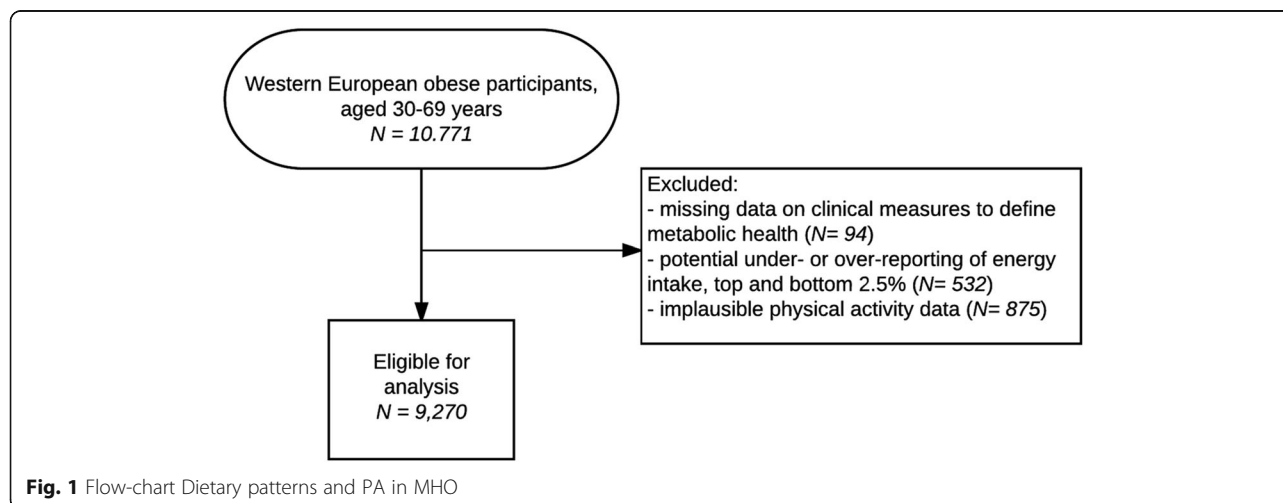 Western European obese participants,
aged 30-69 years
N = 10.771
Excluded:
- missing data on clinical measures to define
metabolic health (N= 94)
- potential under- or over-reporting of energy
intake, top and bottom 2.5% (N= 532)
- implausible physical activity data (N= 875)
Eligible for
analysis
N = 9,270
Fig. 1 Flow-chart Dietary patterns and PA in MHO